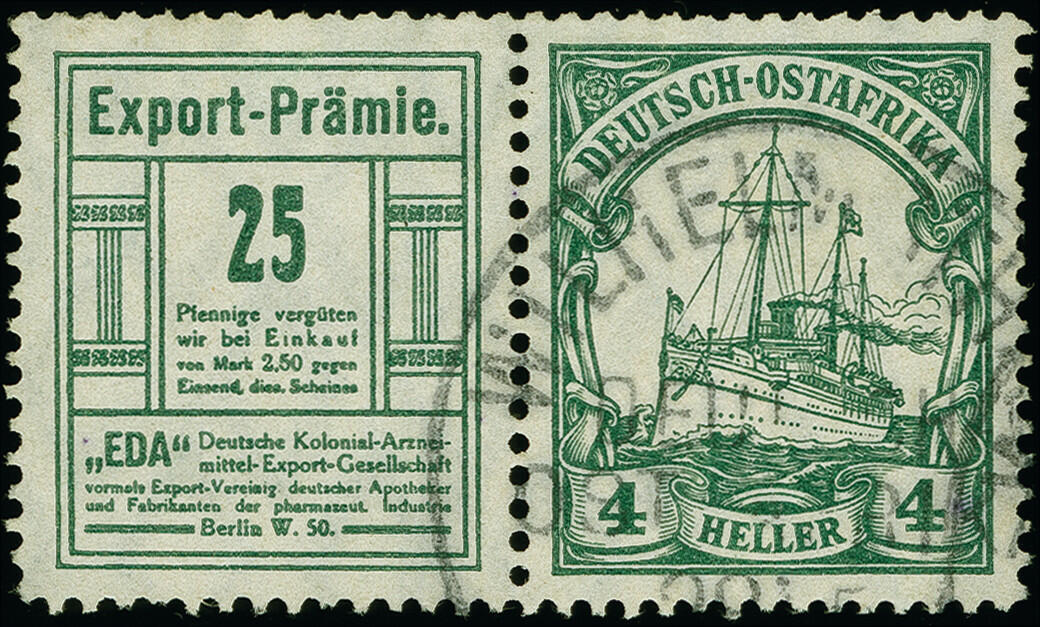 Export-Prämie.
25
Pfennige vergüten
wir bei Einkauf
von Mark 2,50 gegen
Einsend. dies. Scheines
„EDA“ Deutsche Kolonial-Arznei-
mittel-Export-Gesellschaft
vormals Export-Vereinig. deutscher Apotheker
und Fabrikanten der pharmazeut. Industrie
Berlin W. 50.
DEUTSCH-OSTAFRIKA
4 HELLER 4
WILHELM